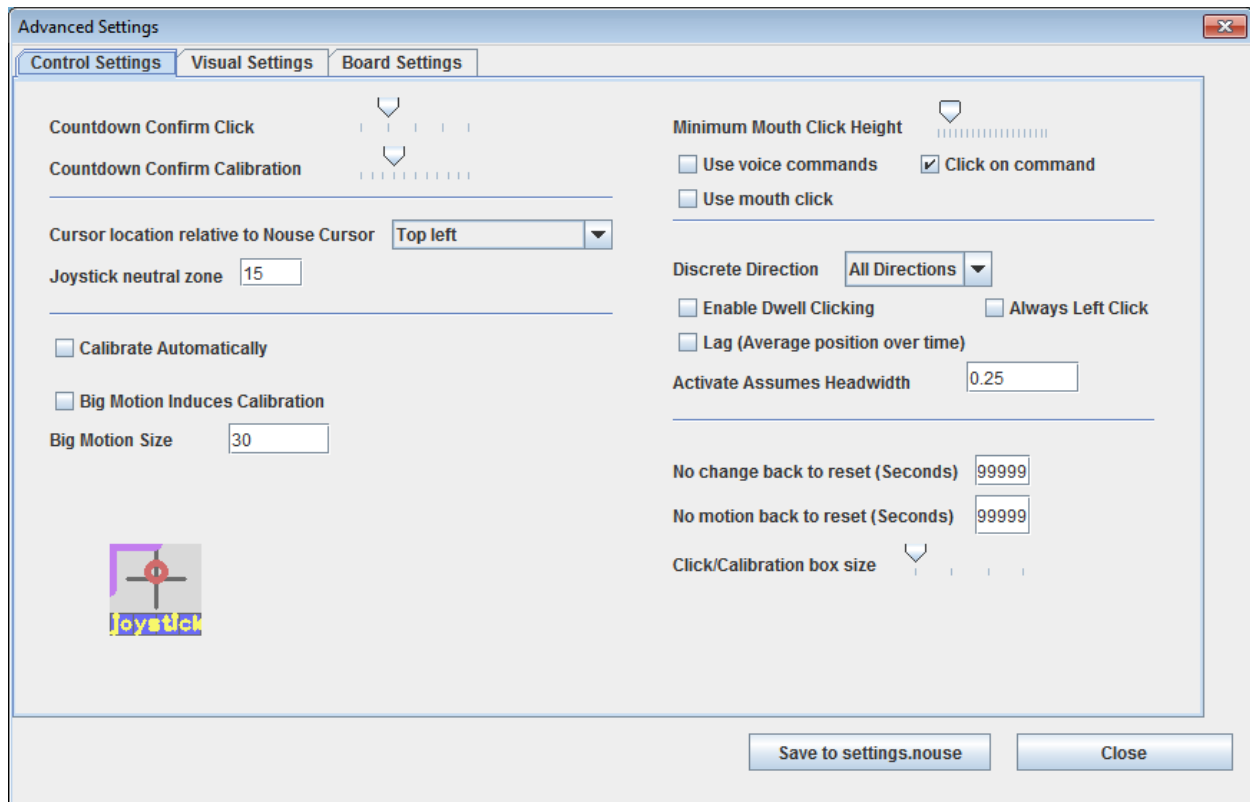 Advanced Settings
Control Settings
Visual Settings
Board Settings
Countdown Confirm Click
Countdown Confirm Calibration
Cursor location relative to Nouse Cursor
Top left
Joystick neutral zone
15
Calibrate Automatically
Big Motion Induces Calibration
Big Motion Size
30
joystick
Minimum Mouth Click Height
Use voice commands
Click on command
Use mouth click
Discrete Direction
All Directions
Enable Dwell Clicking
Always Left Click
Lag (Average position over time)
Activate Assumes Headwidth
0.25
No change back to reset (Seconds)
99999
No motion back to reset (Seconds)
99999
Click/Calibration box size
Save to settings.nouse
Close